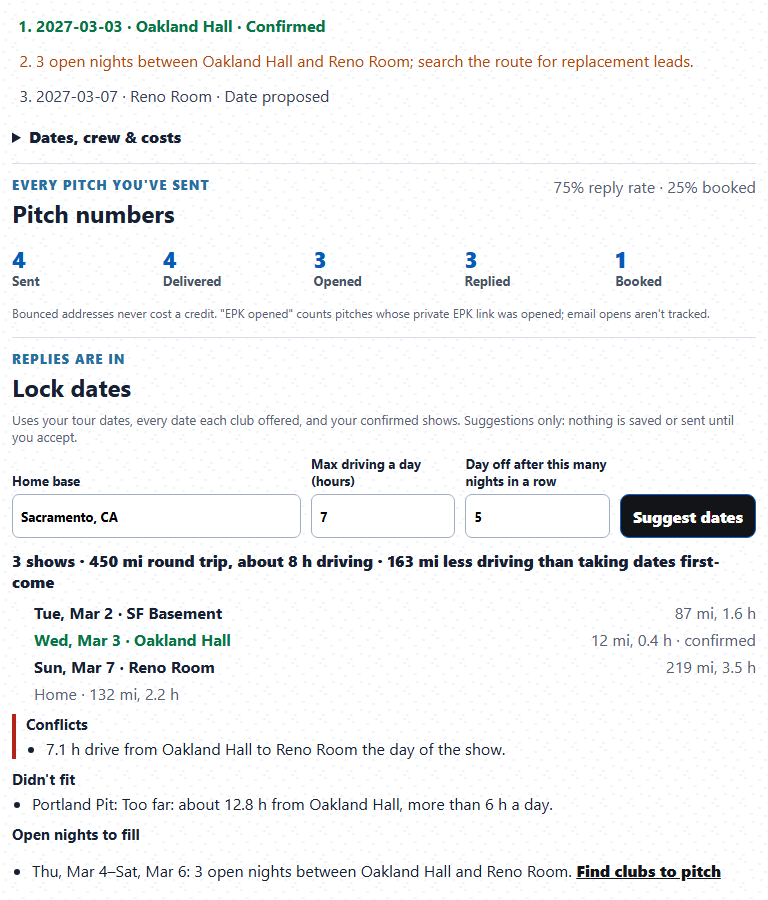 1. 2027-03-03 · Oakland Hall · Confirmed
2. 3 open nights between Oakland Hall and Reno Room; search the route for replacement leads.
3. 2027-03-07 · Reno Room · Date proposed
▶ Dates, crew & costs
EVERY PITCH YOU'VE SENT
75% reply rate · 25% booked
Pitch numbers
4 4 3 3 1
Sent Delivered Opened Replied Booked
Bounced addresses never cost a credit. "EPK opened" counts pitches whose private EPK link was opened; email opens aren't tracked.
REPLIES ARE IN
Lock dates
Uses your tour dates, every date each club offered, and your confirmed shows. Suggestions only: nothing is saved or sent until
you accept.
Home base
Max driving a day
(hours)
Day off after this many
nights in a row
Sacramento, CA
7
5
Suggest dates
3 shows · 450 mi round trip, about 8 h driving · 163 mi less driving than taking dates first-
come
Tue, Mar 2 · SF Basement 87 mi, 1.6 h
Wed, Mar 3 · Oakland Hall 12 mi, 0.4 h · confirmed
Sun, Mar 7 · Reno Room 219 mi, 3.5 h
Home · 132 mi, 2.2 h
Conflicts
• 7.1 h drive from Oakland Hall to Reno Room the day of the show.
Didn't fit
• Portland Pit: Too far: about 12.8 h from Oakland Hall, more than 6 h a day.
Open nights to fill
• Thu, Mar 4–Sat, Mar 6: 3 open nights between Oakland Hall and Reno Room. Find clubs to pitch